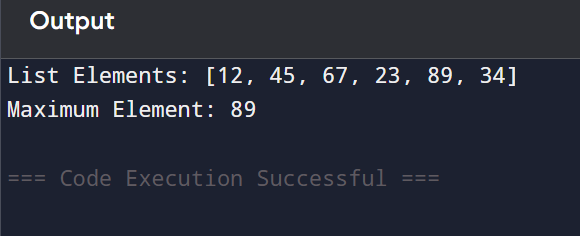 Output
List Elements: [12, 45, 67, 23, 89, 34]
Maximum Element: 89
=== Code Execution Successful ===